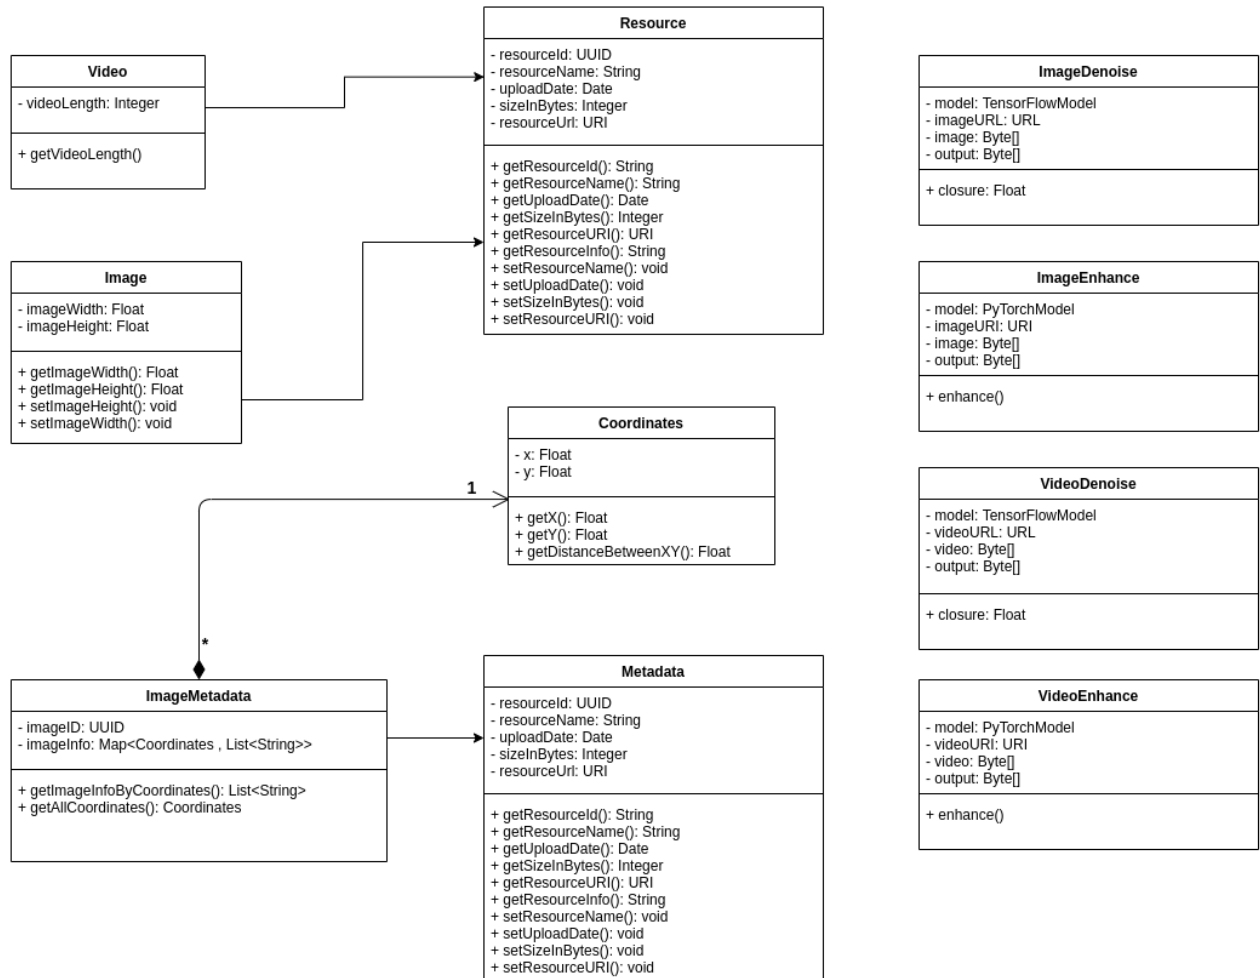 Resource
- resourceId: UUID
- resourceName: String
- uploadDate: Date
- sizeInBytes: Integer
- resourceUrl: URI
+ getResourceId(): String
+ getResourceName(): String
+ getUploadDate(): Date
+ getSizeInBytes(): Integer
+ getResourceURI(): URI
+ getResourceInfo(): String
+ setResourceName(): void
+ setUploadDate(): void
+ setSizeInBytes(): void
+ setResourceURI(): void
Video
- videoLength: Integer
+ getVideoLength()
ImageDenoise
- model: TensorFlowModel
- imageURL: URL
- image: Byte[]
- output: Byte[]
+ closure: Float
Image
- imageWidth: Float
- imageHeight: Float
+ getImageWidth(): Float
+ getImageHeight(): Float
+ setImageHeight(): void
+ setImageWidth(): void
ImageEnhance
- model: PyTorchModel
- imageURI: URI
- image: Byte[]
- output: Byte[]
+ enhance()
Coordinates
- x: Float
- y: Float
+ getX(): Float
+ getY(): Float
+ getDistanceBetweenXY(): Float
1
*
VideoDenoise
- model: TensorFlowModel
- videoURL: URL
- video: Byte[]
- output: Byte[]
+ closure: Float
ImageMetadata
- imageID: UUID
- imageInfo: Map<Coordinates , List<String>>
+ getImageInfoByCoordinates(): List<String>
+ getAllCoordinates(): Coordinates
Metadata
- resourceId: UUID
- resourceName: String
- uploadDate: Date
- sizeInBytes: Integer
- resourceUrl: URI
+ getResourceId(): String
+ getResourceName(): String
+ getUploadDate(): Date
+ getSizeInBytes(): Integer
+ getResourceURI(): URI
+ getResourceInfo(): String
+ setResourceName(): void
+ setUploadDate(): void
+ setSizeInBytes(): void
+ setResourceURI(): void
VideoEnhance
- model: PyTorchModel
- videoURI: URI
- video: Byte[]
- output: Byte[]
+ enhance()